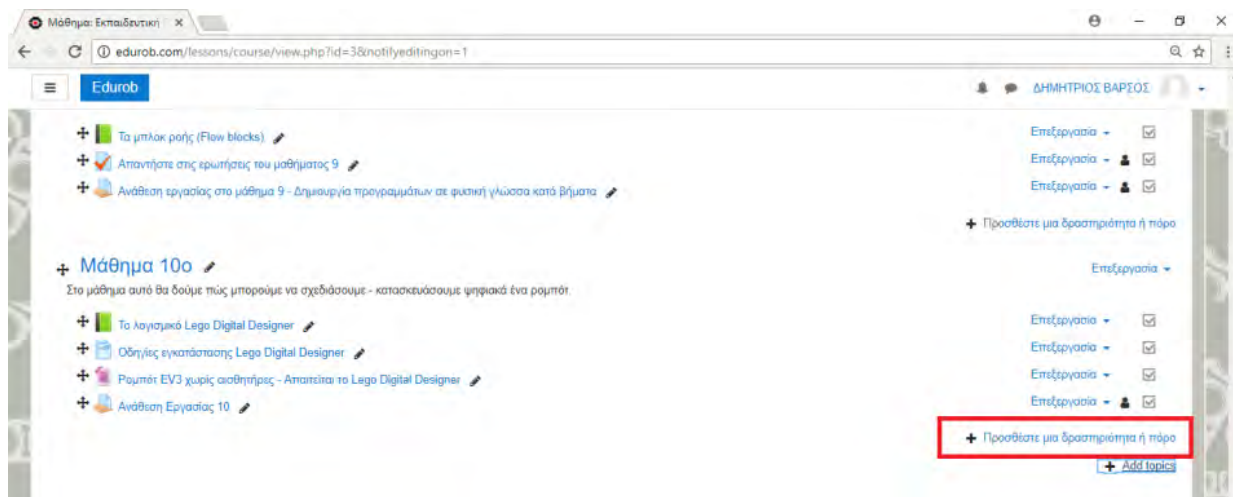 Μάθημα: Εκπαιδευτική
edurob.com/lessons/course/view.php?id=3&notifyeditingon=1
Edurob ΔΗΜΗΤΡΙΟΣ ΒΑΡΣΟΣ
Τα μπλοκ ροής (Flow blocks) Επεξεργασία
Απαντήστε στις ερωτήσεις του μαθήματος 9 Επεξεργασία
Ανάθεση εργασίας στο μάθημα 9 - Δημιουργία προγραμμάτων σε φυσική γλώσσα κατά βήματα Επεξεργασία
Προσθέστε μια δραστηριότητα ή πόρο
Μάθημα 10ο Επεξεργασία
Στο μάθημα αυτό θα δούμε πώς μπορούμε να σχεδιάσουμε - κατασκευάσουμε ψηφιακά ένα ρομπότ.
Το λογισμικό Lego Digital Designer Επεξεργασία
Οδηγίες εγκατάστασης Lego Digital Designer Επεξεργασία
Ρομπότ EV3 χωρίς αισθητήρες - Απαιτείται το Lego Digital Designer Επεξεργασία
Ανάθεση Εργασίας 10 Επεξεργασία
Προσθέστε μια δραστηριότητα ή πόρο
Add topics